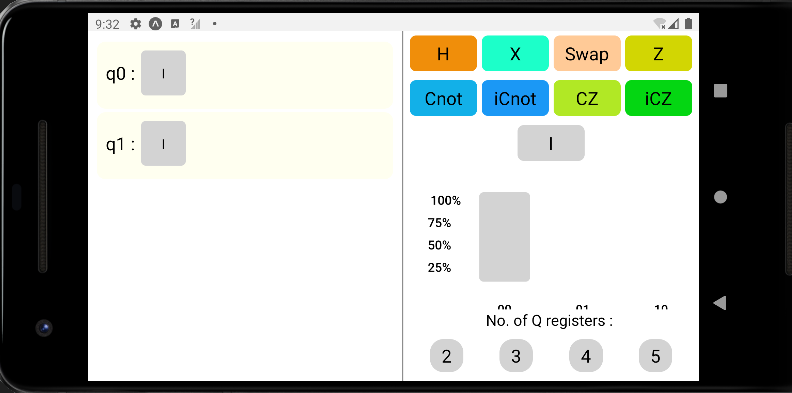 9:32
q0 : I
q1 : I
H X Swap Z
Cnot iCnot CZ iCZ
I
100%
75%
50%
25%
00 01 10
No. of Q registers :
2 3 4 5